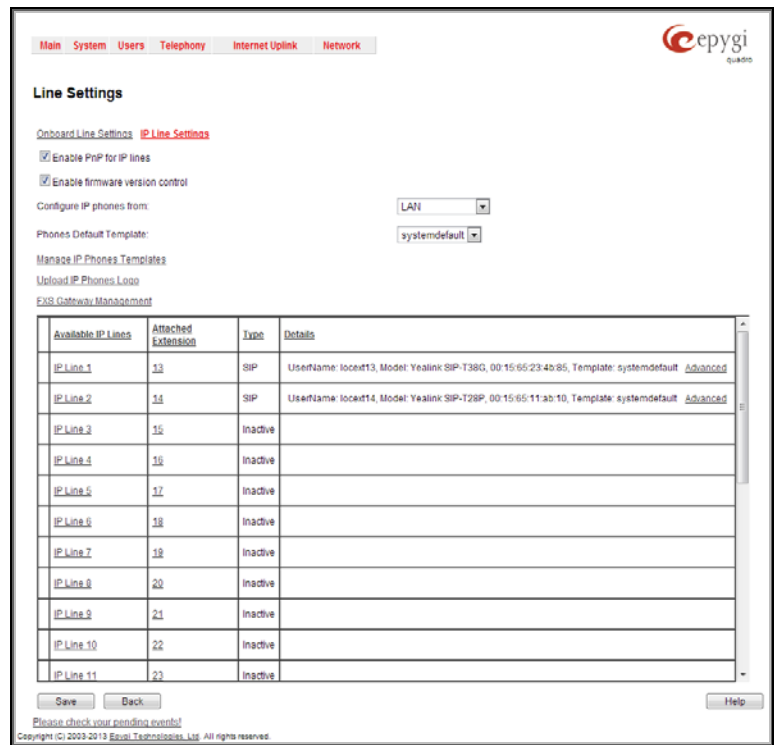 Main System Users Telephony Internet Uplink Network
epygi
quadro
Line Settings
Onboard Line Settings IP Line Settings
Enable PnP for IP lines
Enable firmware version control
Configure IP phones from: LAN
Phones Default Template: systemdefault
Manage IP Phones Templates
Upload IP Phones Logo
FXS Gateway Management
Available IP Lines Attached Extension Type Details
IP Line 1 13 SIP UserName: locext13, Model: Yealink SIP-T38G, 00:15:65:23:4b:85, Template: systemdefault Advanced
IP Line 2 14 SIP UserName: locext14, Model: Yealink SIP-T28P, 00:15:65:11:ab:10, Template: systemdefault Advanced
IP Line 3 15 Inactive
IP Line 4 16 Inactive
IP Line 5 17 Inactive
IP Line 6 18 Inactive
IP Line 7 19 Inactive
IP Line 8 20 Inactive
IP Line 9 21 Inactive
IP Line 10 22 Inactive
IP Line 11 23 Inactive
Save Back Help
Please check your pending events!
Copyright (C) 2003-2013 Epygi Technologies, Ltd. All rights reserved.